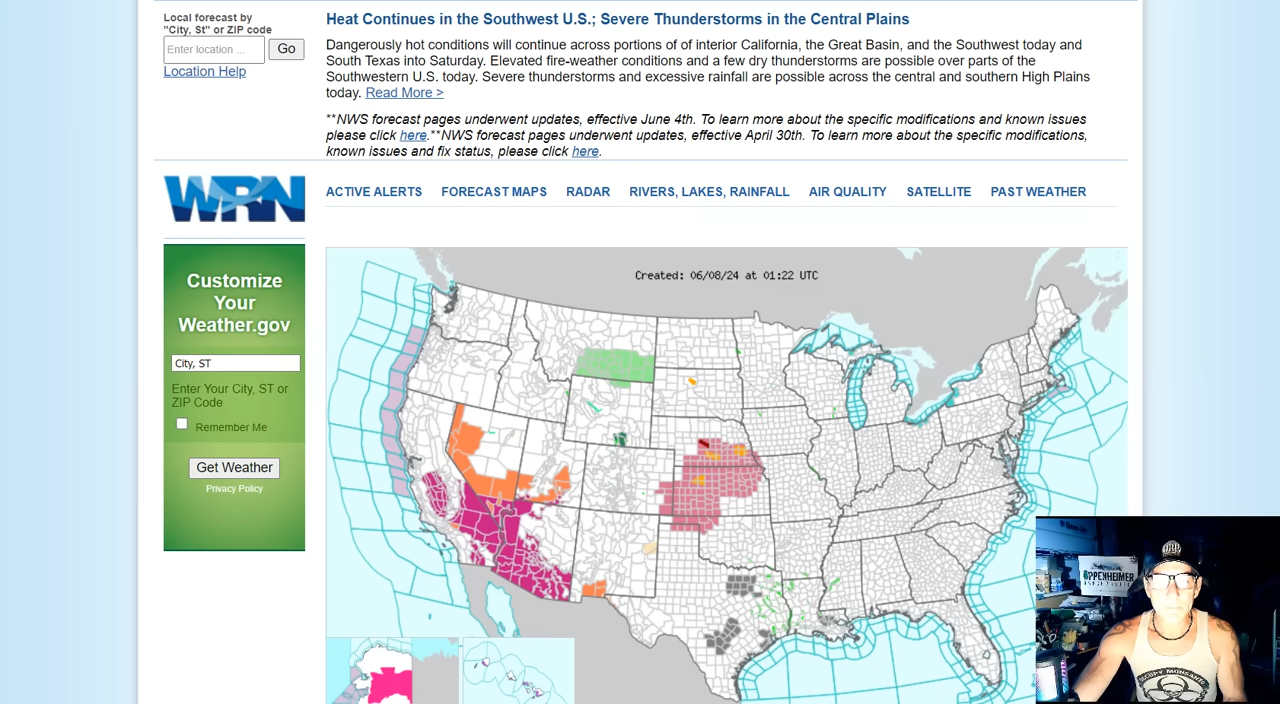 Local forecast by
"City, St" or ZIP code
Enter location ...
Go
Location Help
Heat Continues in the Southwest U.S.; Severe Thunderstorms in the Central Plains
Dangerously hot conditions will continue across portions of of interior California, the Great Basin, and the Southwest today and
South Texas into Saturday. Elevated fire-weather conditions and a few dry thunderstorms are possible over parts of the
Southwestern U.S. today. Severe thunderstorms and excessive rainfall are possible across the central and southern High Plains
today. Read More >
**NWS forecast pages underwent updates, effective June 4th. To learn more about the specific modifications and known issues
please click here.**NWS forecast pages underwent updates, effective April 30th. To learn more about the specific modifications,
known issues and fix status, please click here.
WRN
ACTIVE ALERTS FORECAST MAPS RADAR RIVERS, LAKES, RAINFALL AIR QUALITY SATELLITE PAST WEATHER
Customize
Your
Weather.gov
City, ST
Enter Your City, ST or
ZIP Code
Remember Me
Get Weather
Privacy Policy
Created: 06/08/24 at 01:22 UTC
OPPENHEIMER
OCCUPY MONSANTO